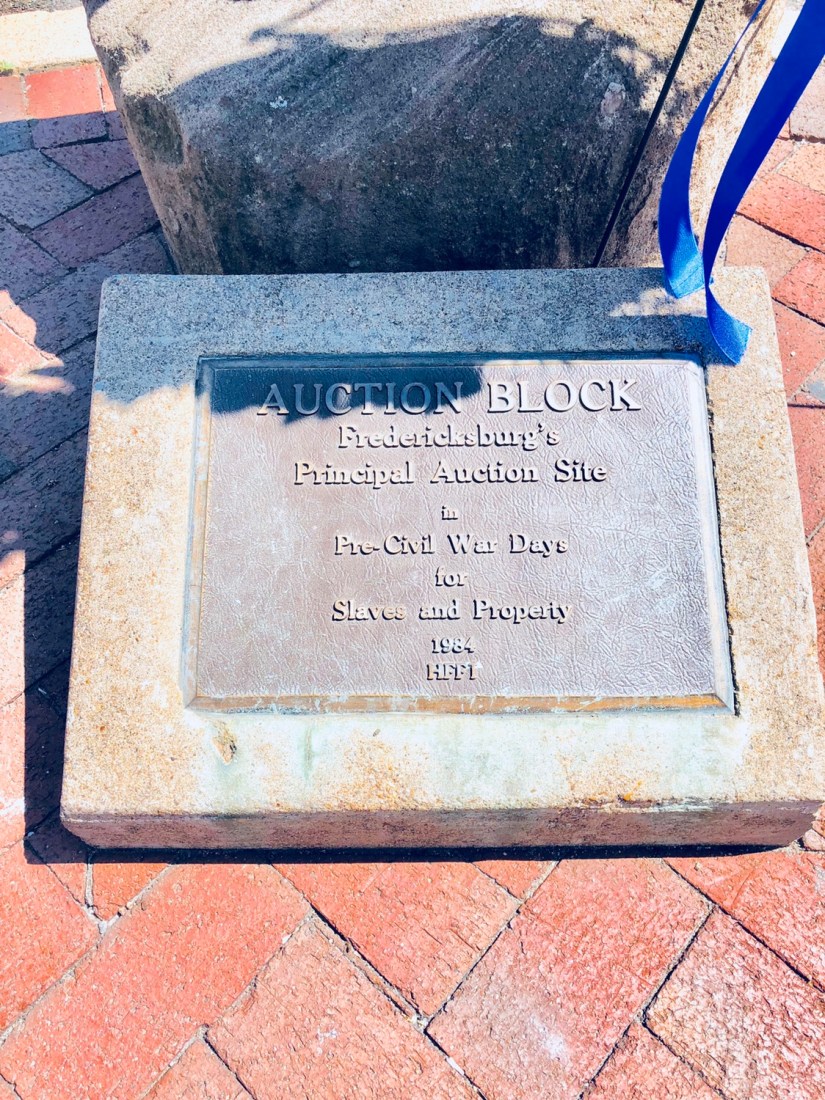 AUCTION BLOCK
Fredericksburg's
Principal Auction Site
in
Pre-Civil War Days
for
Slaves and Property
1984
HFFI